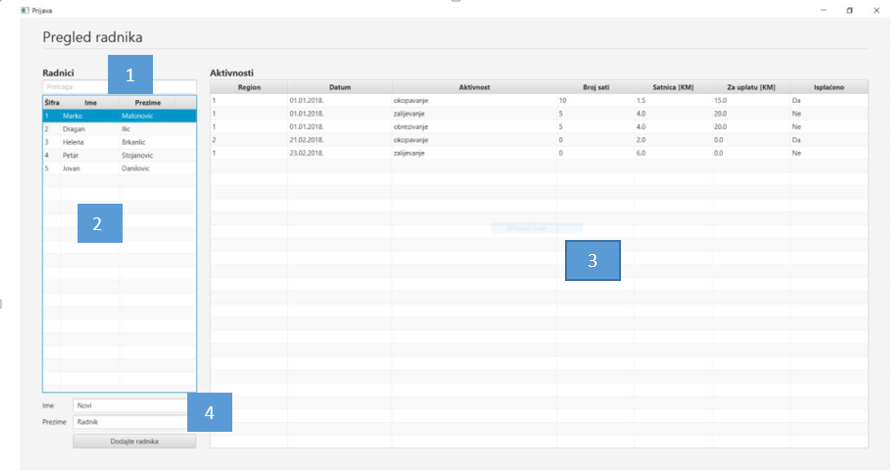 Prijava
Pregled radnika
Radnici
1
Pretraga
Šifra Ime Prezime
1 Marko Malonovic
2 Dragan Ilic
3 Helena Brkanlic
4 Petar Stojanovic
5 Jovan Danilovic
2
Ime Novi
Prezime Radnik
4
Dodajte radnika
Aktivnosti
Region Datum Aktivnost Broj sati Satnica [KM] Za uplatu [KM] Isplaćeno
1 01.01.2018. okopavanje 10 1.5 15.0 Da
1 01.01.2018. zalijevanje 5 4.0 20.0 Ne
1 01.01.2018. obrezivanje 5 4.0 20.0 Ne
2 21.02.2018. okopavanje 0 2.0 0.0 Da
1 23.02.2018. zalijevanje 0 6.0 0.0 Ne
3